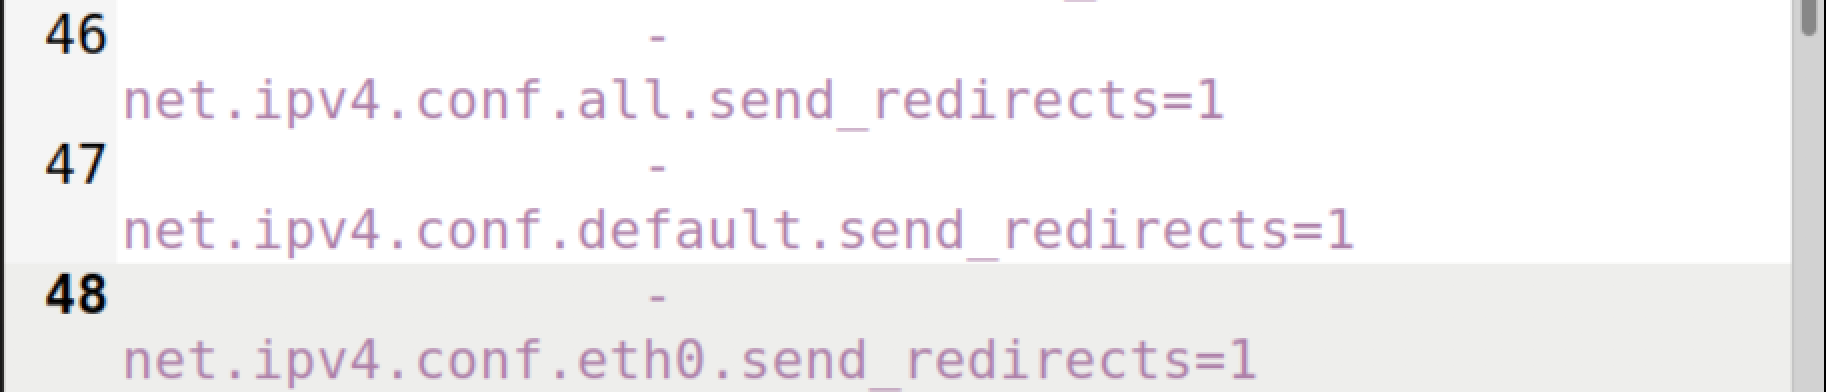 46 -
net.ipv4.conf.all.send_redirects=1
47 -
net.ipv4.conf.default.send_redirects=1
48 -
net.ipv4.conf.eth0.send_redirects=1